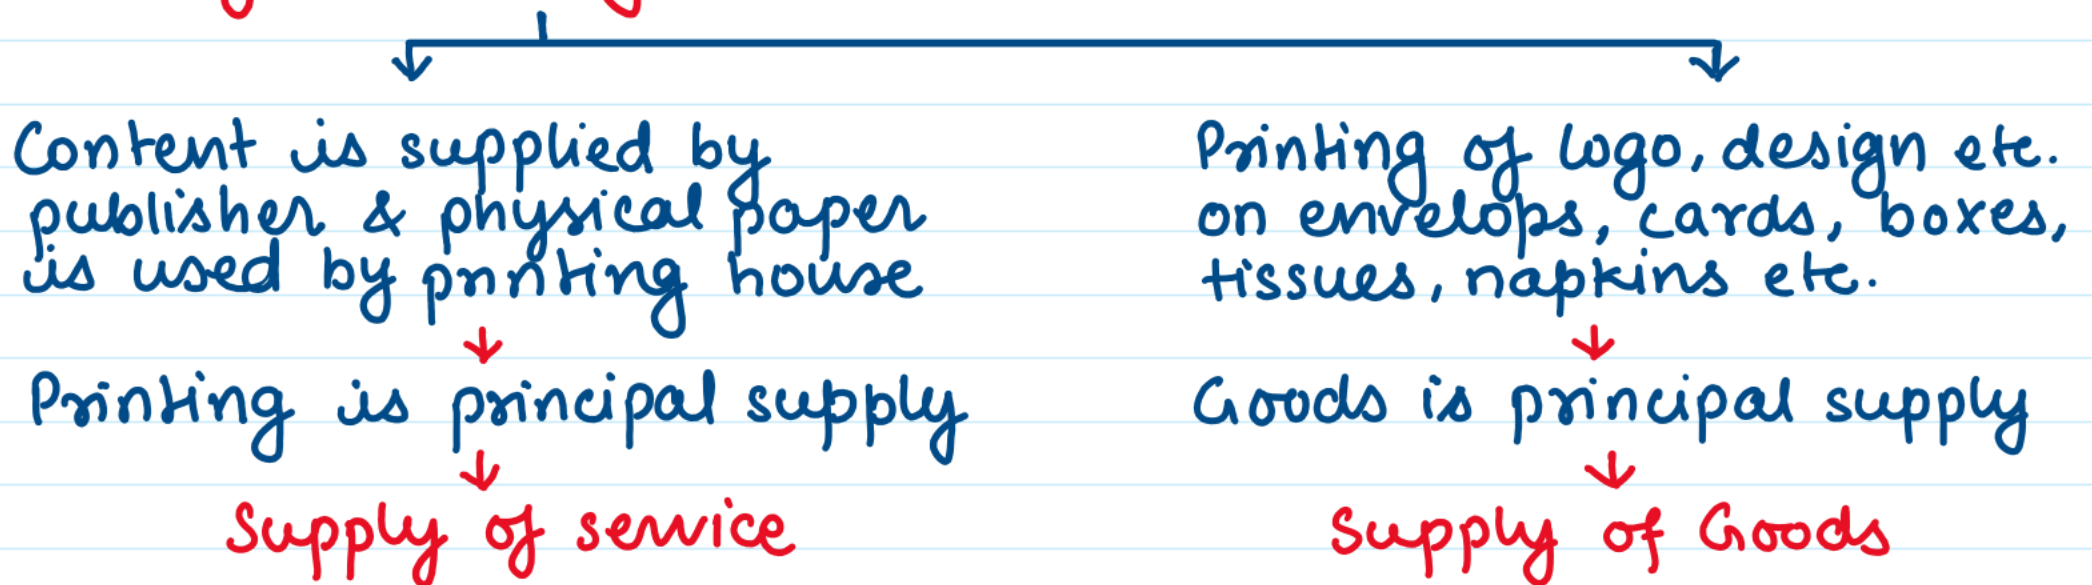 Content is supplied by
publisher & physical paper
is used by printing house
Printing is principal supply
Supply of service
Printing of logo, design etc.
on envelops, cards, boxes,
tissues, napkins etc.
Goods is principal supply
Supply of Goods